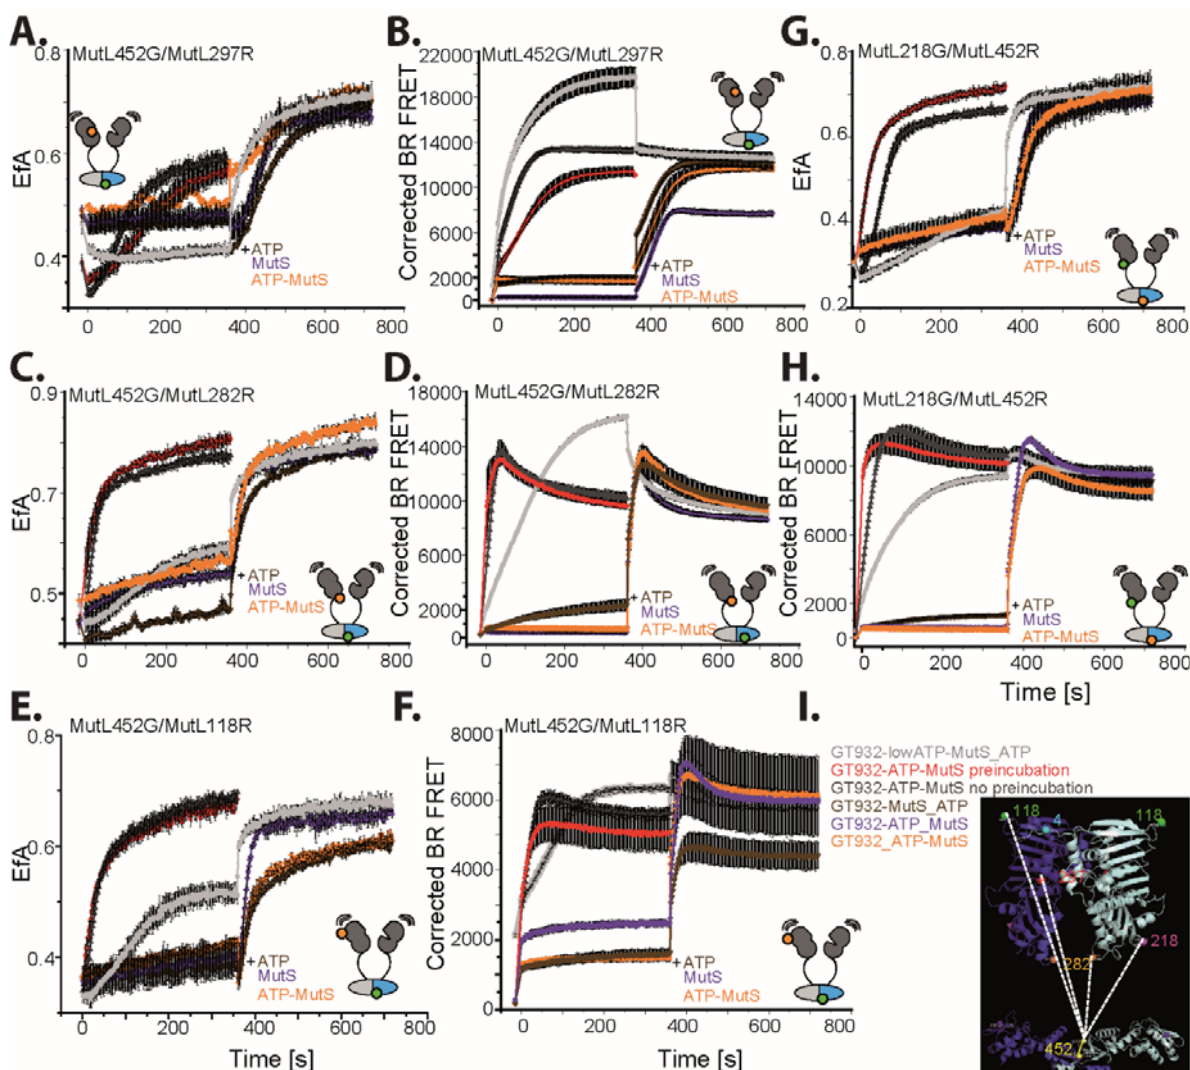 A.
MutL452G/MutL297R
0.8
0.6
0.4
EfA
+ATP
MutS
ATP-MutS
0 200 400 600 800
B.
MutL452G/MutL297R
22000
20000
18000
16000
14000
12000
10000
8000
6000
4000
2000
0
Corrected BR FRET
+ATP
MutS
ATP-MutS
0 200 400 600 800
G.
MutL218G/MutL452R
0.8
0.6
0.4
0.2
EfA
+ATP
MutS
ATP-MutS
0 200 400 600 800
C.
MutL452G/MutL282R
0.9
0.7
0.5
EfA
+ATP
MutS
ATP-MutS
0 200 400 600 800
D.
MutL452G/MutL282R
18000
14000
10000
6000
2000
0
Corrected BR FRET
+ATP
MutS
ATP-MutS
0 200 400 600 800
H.
MutL218G/MutL452R
14000
10000
6000
2000
0
+ATP
MutS
ATP-MutS
0 200 400 600 800
Time [s]
E.
MutL452G/MutL118R
0.8
0.6
0.4
EfA
+ATP
MutS
ATP-MutS
0 200 400 600 800
Time [s]
F.
MutL452G/MutL118R
8000
6000
4000
2000
0
Corrected BR FRET
+ATP
MutS
ATP-MutS
0 200 400 600 800
Time [s]
I.
GT932-lowATP-MutS_ATP
GT932-ATP-MutS preincubation
GT932-ATP-MutS no preincubation
GT932-MutS_ATP
GT932-ATP_MutS
GT932_ATP-MutS
118
4
118
297
218
282
452